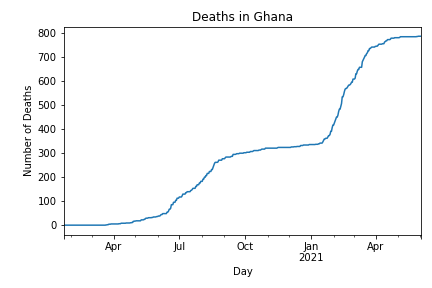 Deaths in Ghana
800
700
600
500
400
300
200
100
0
Number of Deaths
Apr
Jul
Oct
Jan
2021
Apr
Day